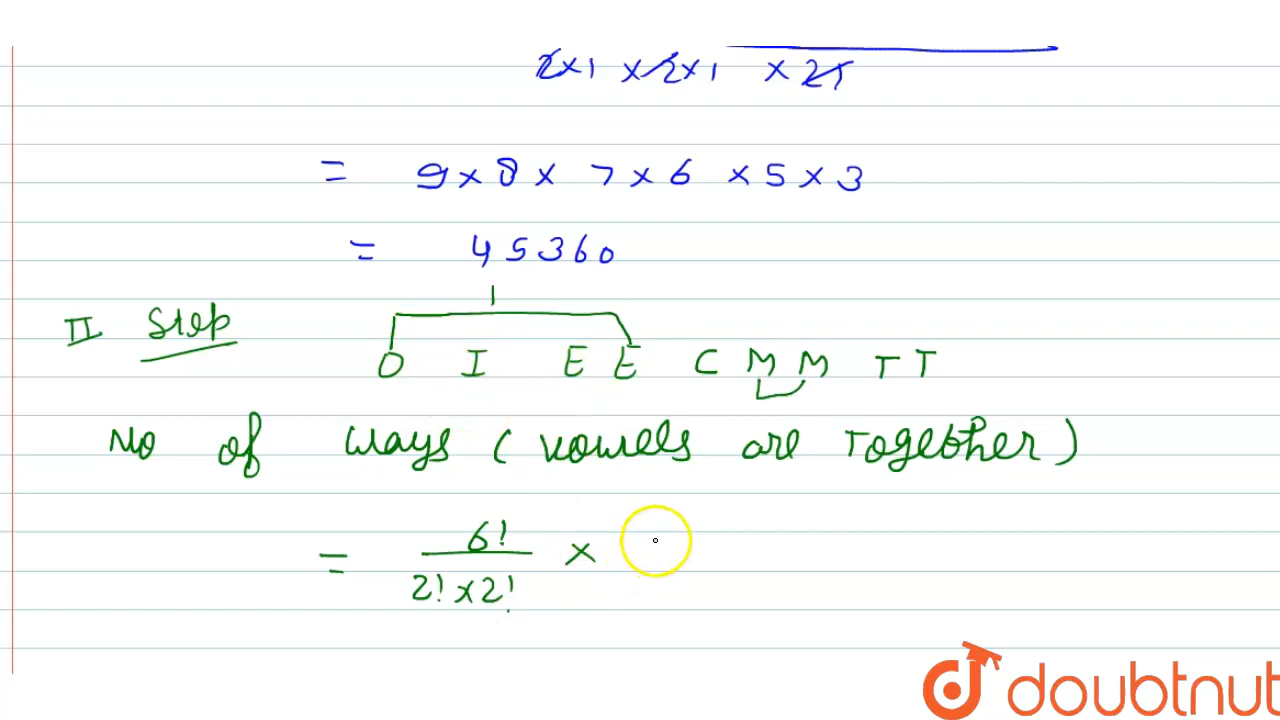 2×1 × 2×1 × 2!
= 9×8× 7×6 ×5×3
= 45360
1
II Step O I E E C M M T T
No of ways (vowels are Together)
= 6! ×
2!×2!
doubtnut